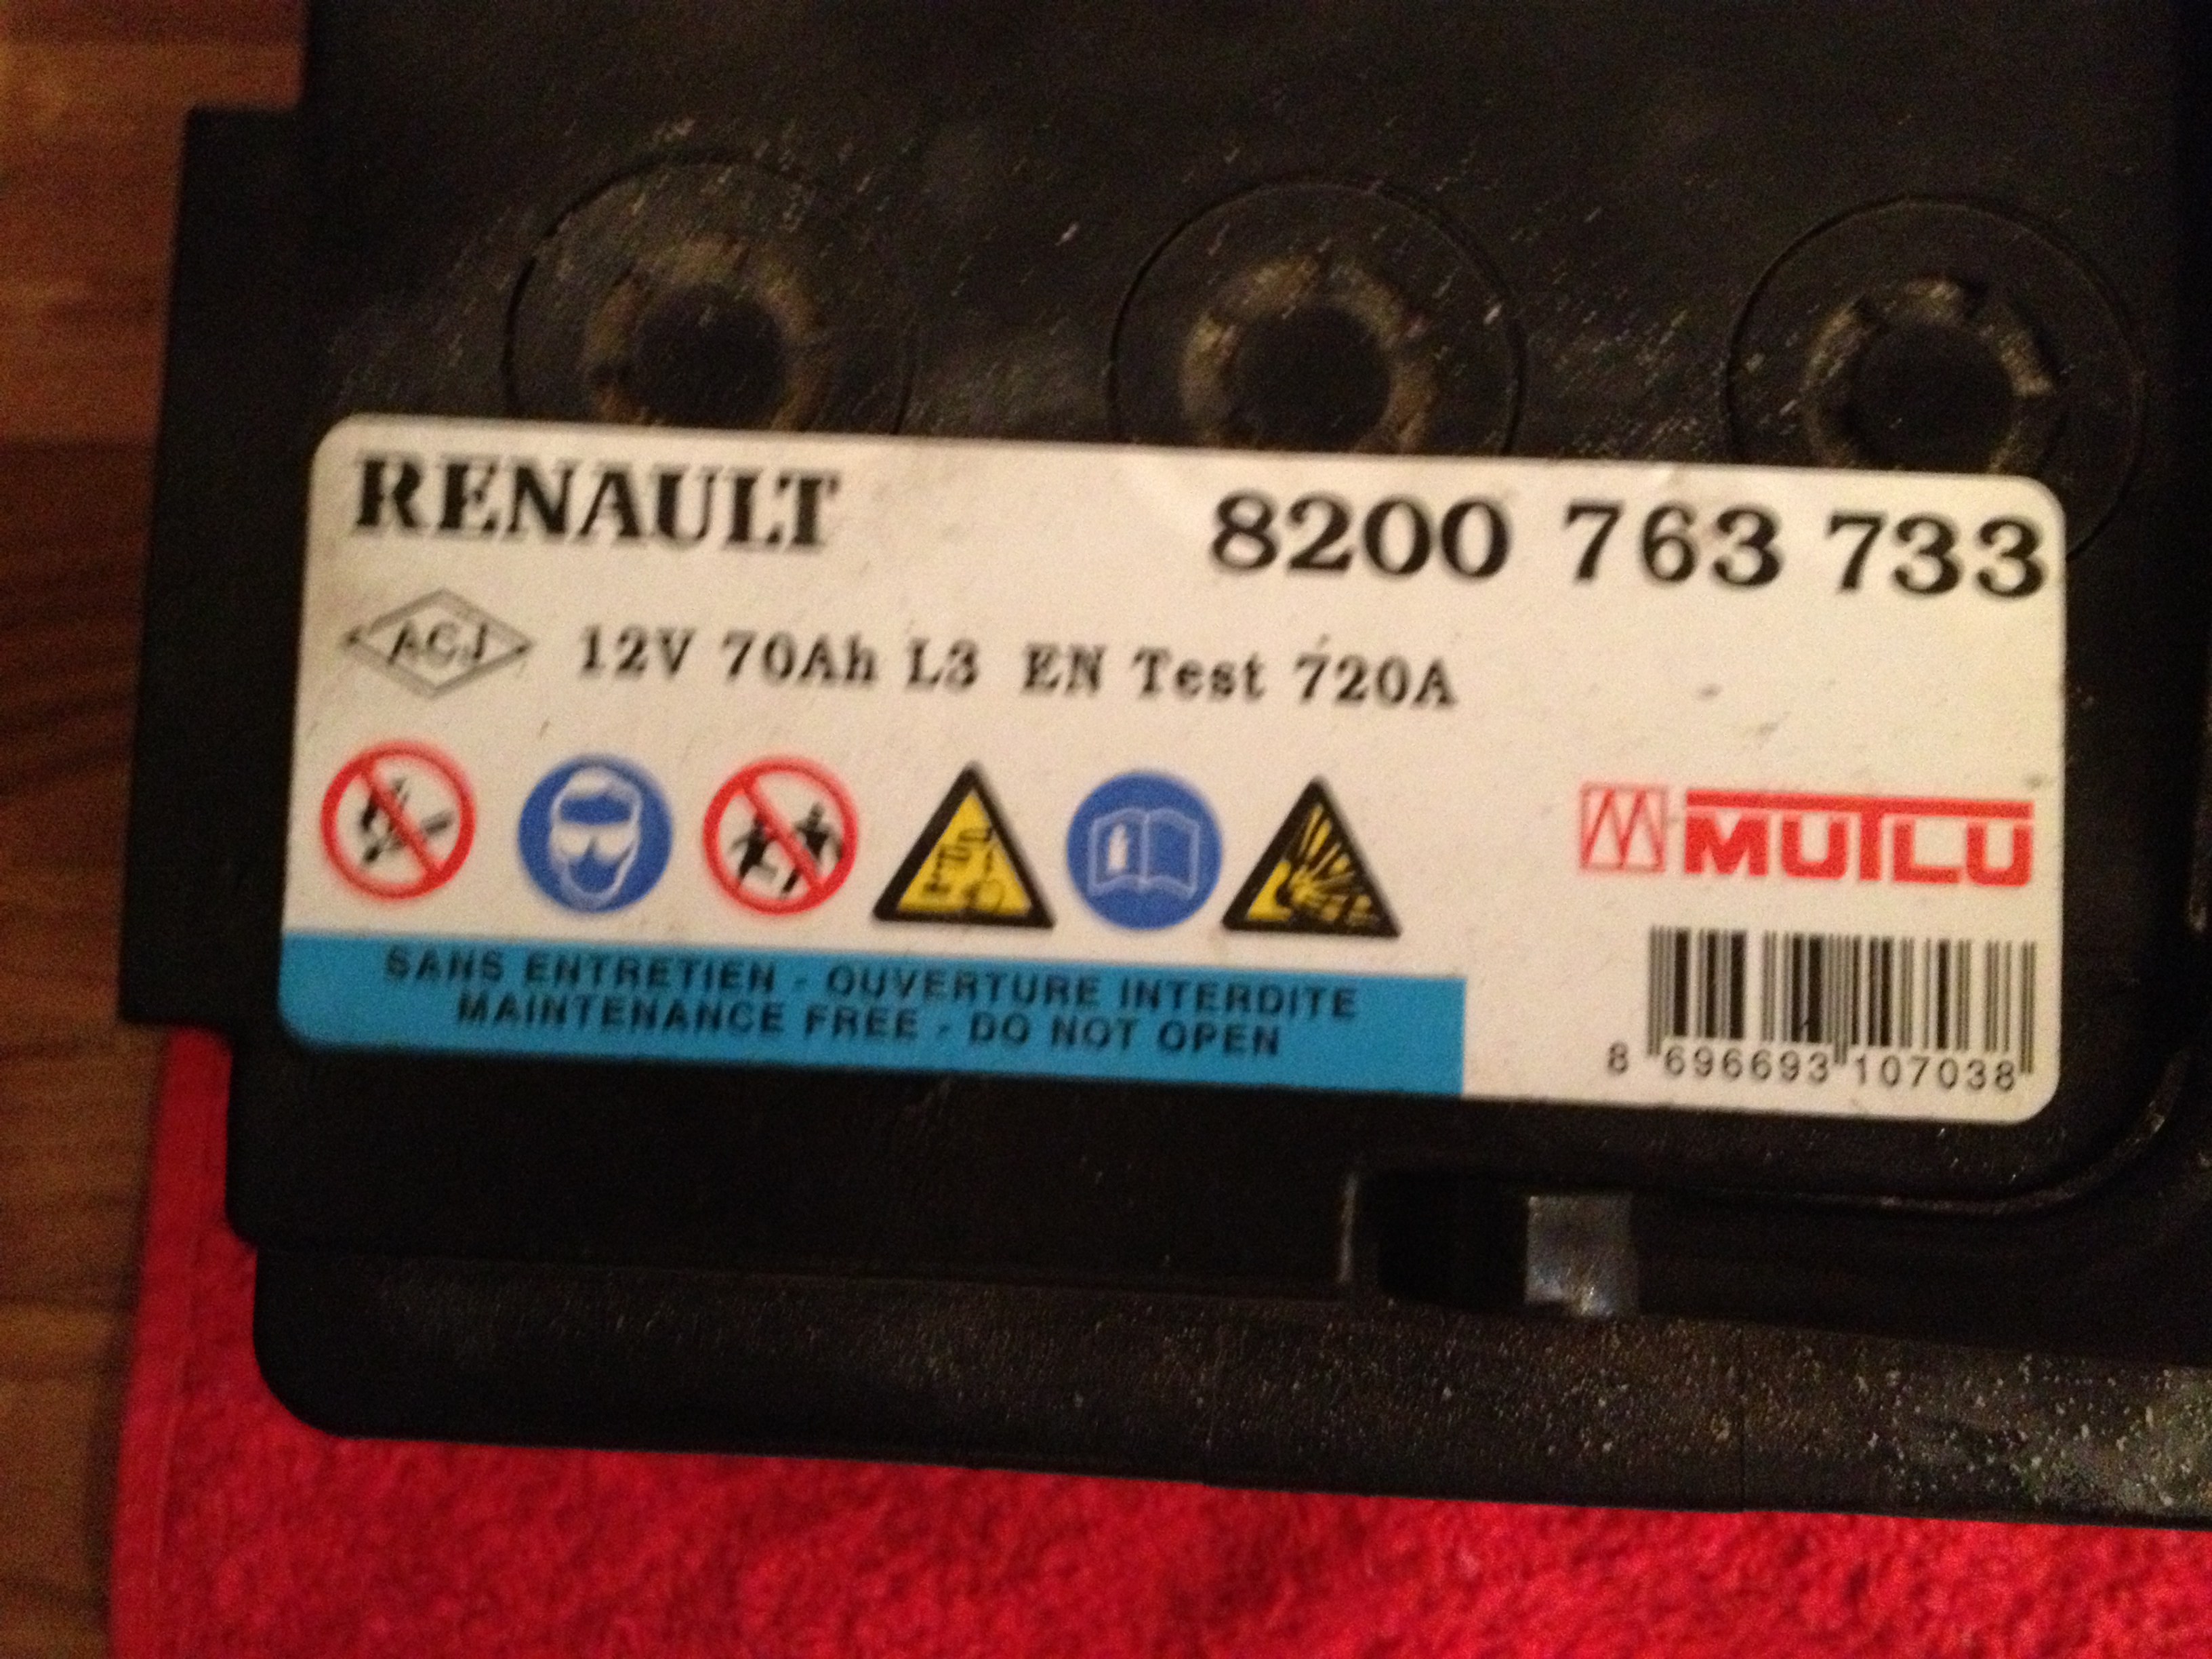 RENAULT 8200 763 733
ACJ 12V 70Ah L3 EN Test 720A
MUTLU
SANS ENTRETIEN - OUVERTURE INTERDITE
MAINTENANCE FREE - DO NOT OPEN
8 696693 107038